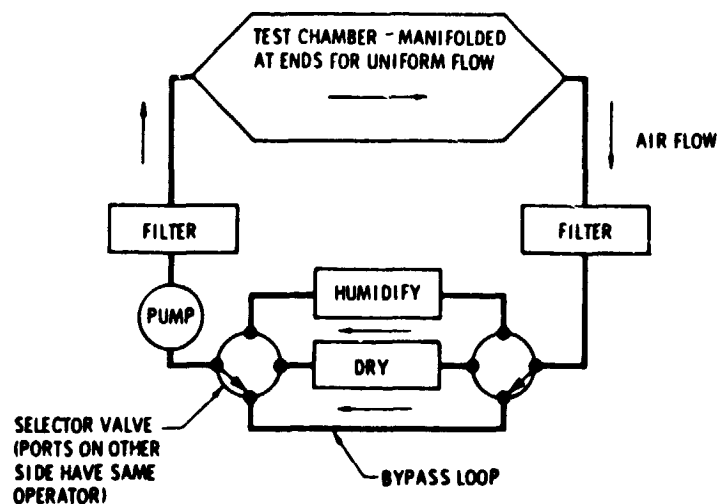 TEST CHAMBER - MANIFOLDED
AT ENDS FOR UNIFORM FLOW
AIR FLOW
FILTER
FILTER
HUMIDIFY
PUMP
DRY
SELECTOR VALVE
(PORTS ON OTHER
SIDE HAVE SAME
OPERATOR)
BYPASS LOOP